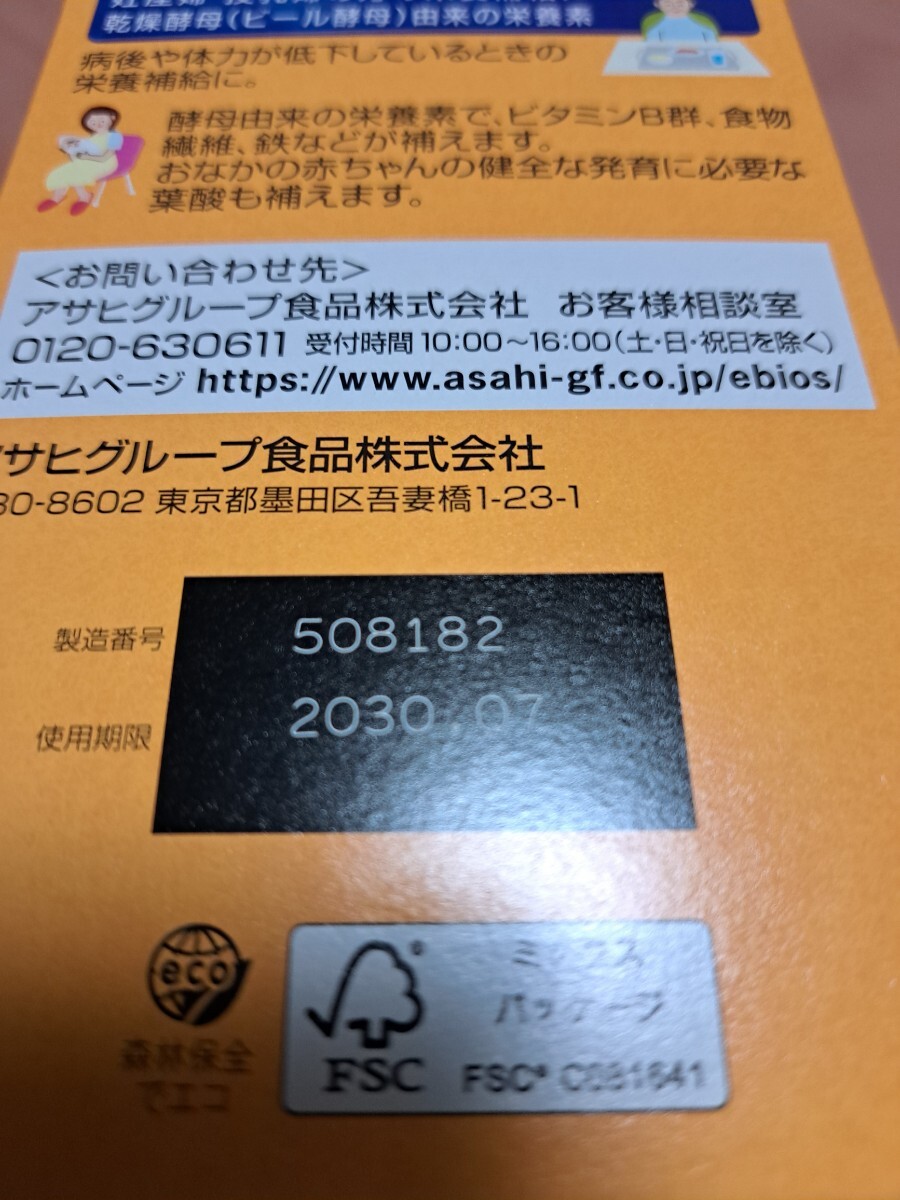 乾燥酵母(ビール酵母)由来の栄養素
病後や体力が低下しているときの
栄養補給に。
酵母由来の栄養素で、ビタミンB群、食物
繊維、鉄などが補えます。
おなかの赤ちゃんの健全な発育に必要な
葉酸も補えます。
<お問い合わせ先>
アサヒグループ食品株式会社 お客様相談室
0120-630611 受付時間 10:00～16:00(土・日・祝日を除く)
ホームページ https://www.asahi-gf.co.jp/ebios/
アサヒグループ食品株式会社
30-8602 東京都墨田区吾妻橋1-23-1
製造番号 508182
使用期限 2030.07
eco
森林保全
でエコ
ミックス
パッケージ
FSC
FSC® C081641